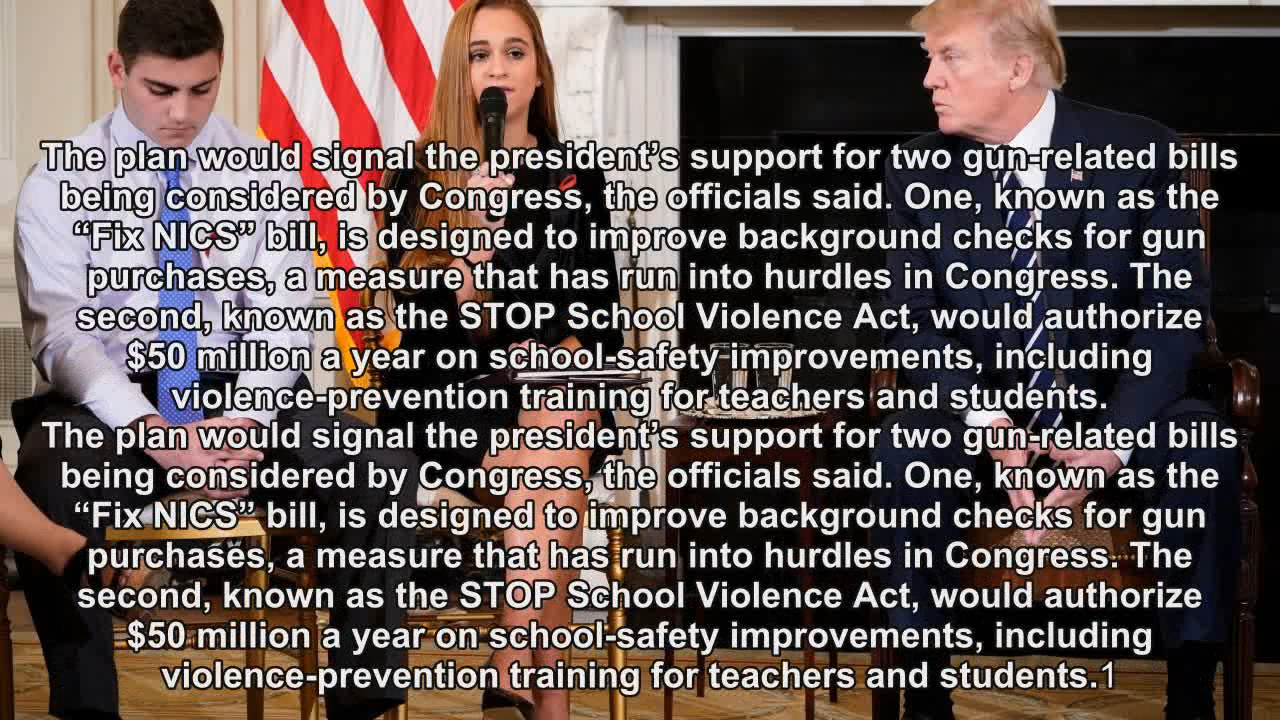 The plan would signal the president’s support for two gun-related bills
being considered by Congress, the officials said. One, known as the
“Fix NICS” bill, is designed to improve background checks for gun
purchases, a measure that has run into hurdles in Congress. The
second, known as the STOP School Violence Act, would authorize
$50 million a year on school-safety improvements, including
violence-prevention training for teachers and students.
The plan would signal the president’s support for two gun-related bills
being considered by Congress, the officials said. One, known as the
“Fix NICS” bill, is designed to improve background checks for gun
purchases, a measure that has run into hurdles in Congress. The
second, known as the STOP School Violence Act, would authorize
$50 million a year on school-safety improvements, including
violence-prevention training for teachers and students.1